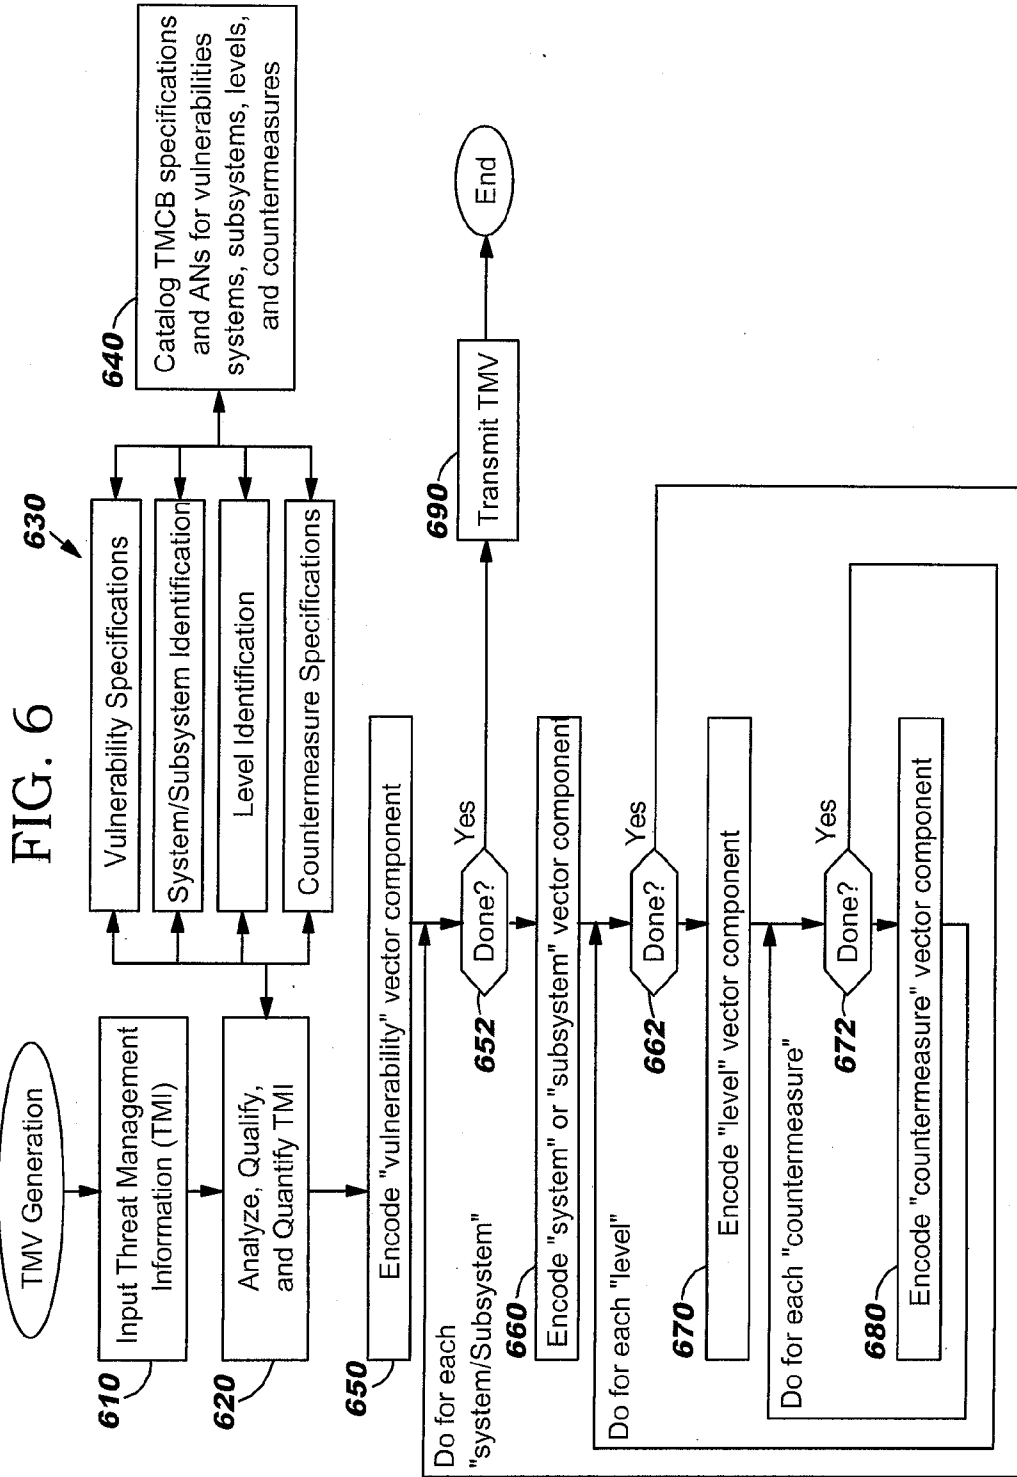 FIG. 6
TMV Generation
610
Input Threat Management
Information (TMI)
620
Analyze, Qualify,
and Quantify TMI
630
Vulnerability Specifications
System/Subsystem Identification
Level Identification
Countermeasure Specifications
640
Catalog TMCB specifications
and ANs for vulnerabilities
systems, subsystems, levels,
and countermeasures
650
Encode "vulnerability" vector component
Do for each
"system/Subsystem"
652
Done?
Yes
690
Transmit TMV
End
660
Encode "system" or "subsystem" vector component
Do for each "level"
662
Done?
Yes
670
Encode "level" vector component
Do for each "countermeasure"
672
Done?
Yes
680
Encode "countermeasure" vector component